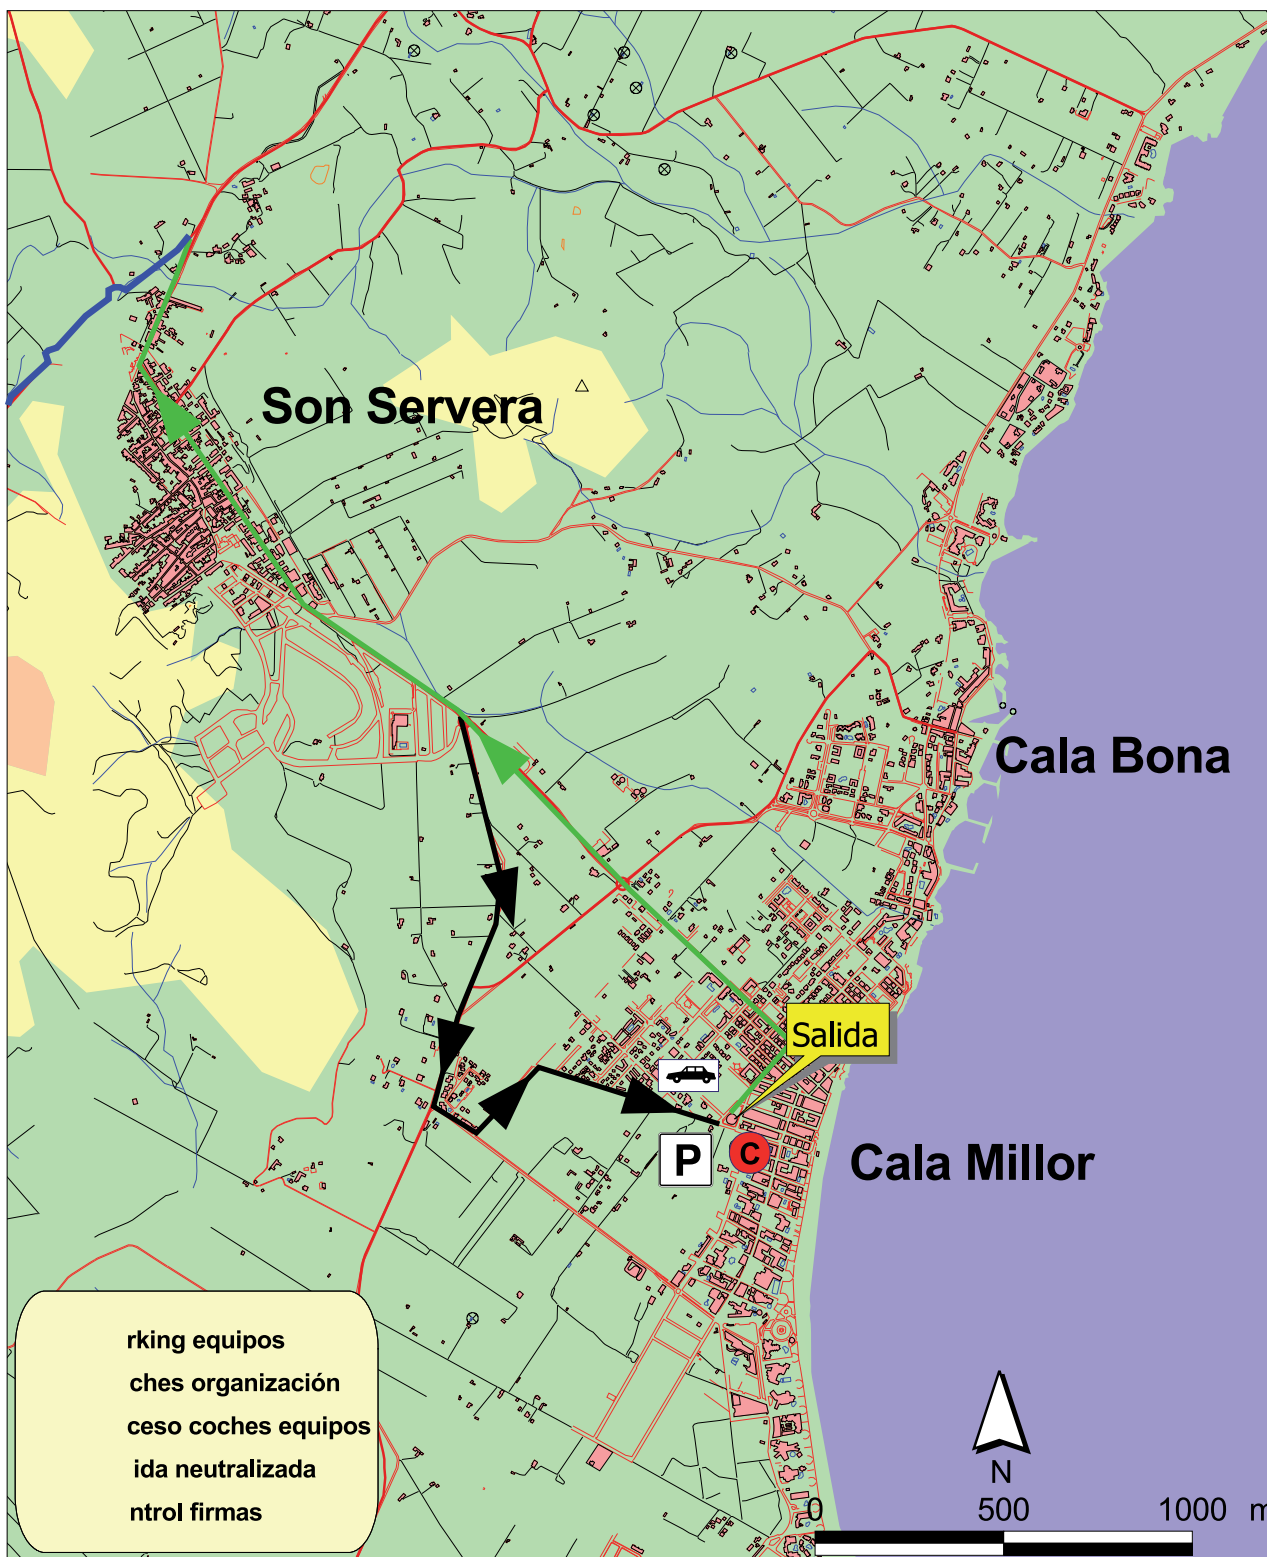 Son Servera
Cala Bona
Salida
P
C
Cala Millor
rking equipos
ches organización
ceso coches equipos
ida neutralizada
ntrol firmas
N
0 500 1000 m